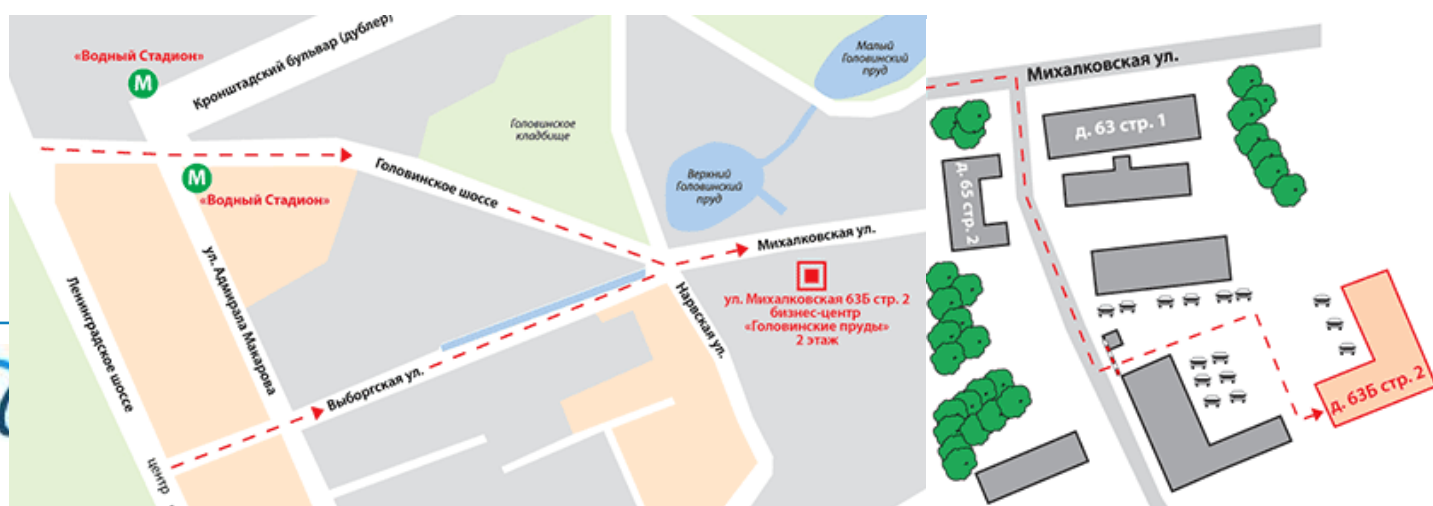 «Водный Стадион»
М
Кронштадский бульвар (дублер)
Малый
Головинский
пруд
Головинское
кладбище
Головинское шоссе
Верхний
Головинский
пруд
М
«Водный Стадион»
ул. Адмирала Макарова
Ленинградское шоссе
центр
Выборгская ул.
Нарвская ул.
Михалковская ул.
ул. Михалковская 63Б стр. 2
бизнес-центр
«Головинские пруды»
2 этаж
Михалковская ул.
д. 63 стр. 1
д. 65 стр. 2
д. 63Б стр. 2